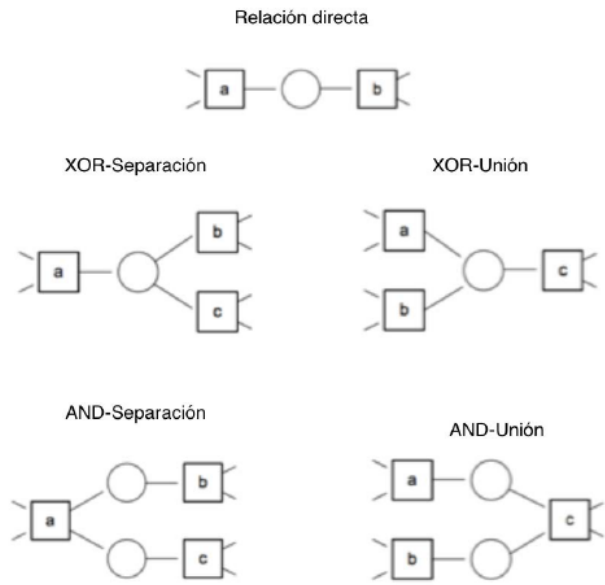 Relación directa
a b
XOR-Separación XOR-Unión
b a
a c
c b
AND-Separación
AND-Unión
b a
a c
c b